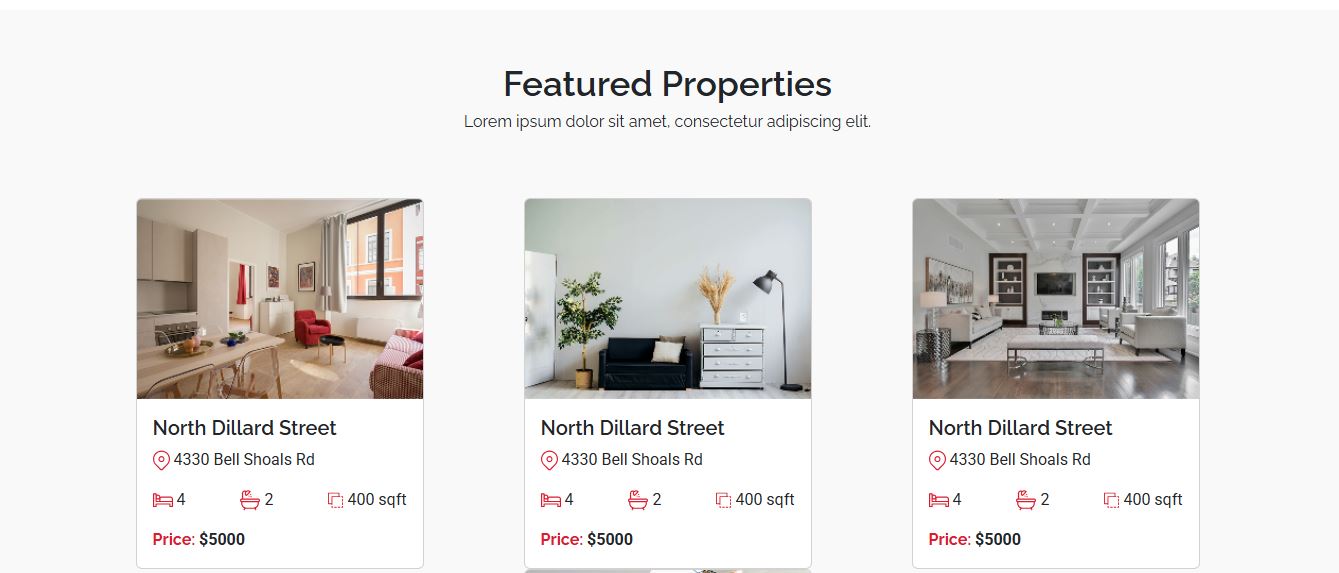 Featured Properties
Lorem ipsum dolor sit amet, consectetur adipiscing elit.
North Dillard Street
4330 Bell Shoals Rd
4 2 400 sqft
Price: $5000
North Dillard Street
4330 Bell Shoals Rd
4 2 400 sqft
Price: $5000
North Dillard Street
4330 Bell Shoals Rd
4 2 400 sqft
Price: $5000